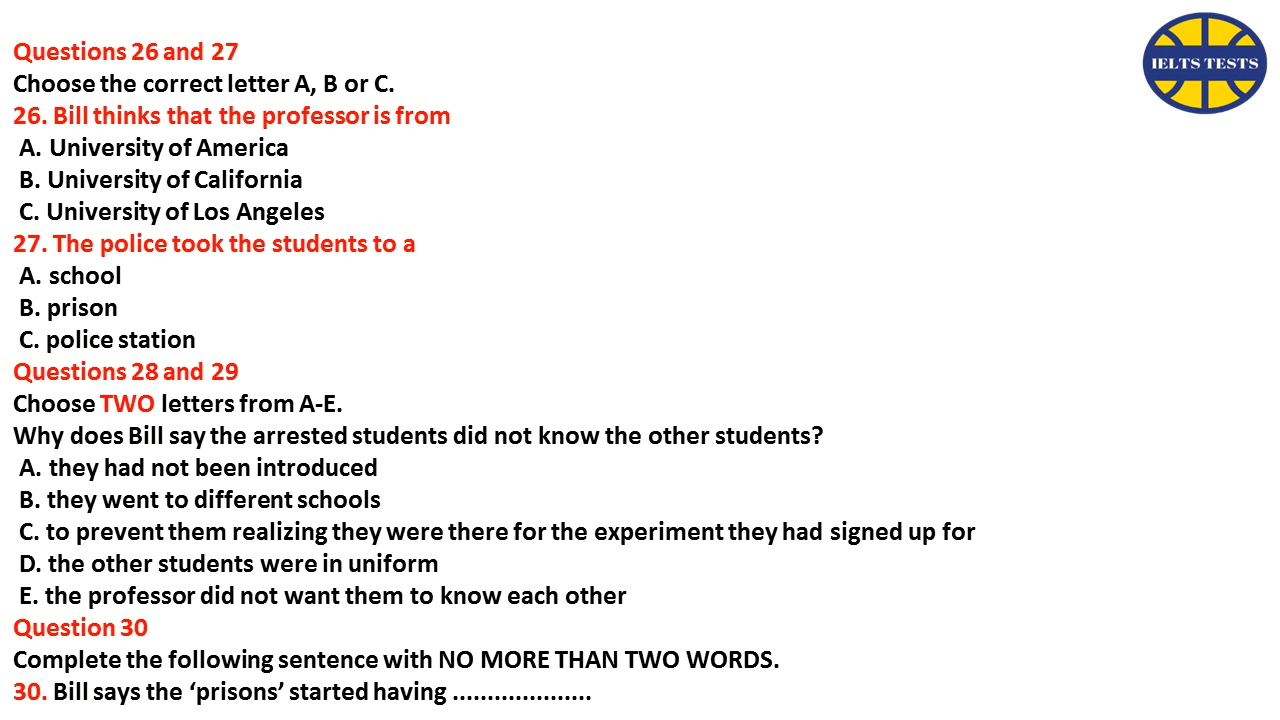 Questions 26 and 27
Choose the correct letter A, B or C.
26. Bill thinks that the professor is from
A. University of America
B. University of California
C. University of Los Angeles
27. The police took the students to a
A. school
B. prison
C. police station
Questions 28 and 29
Choose TWO letters from A-E.
Why does Bill say the arrested students did not know the other students?
A. they had not been introduced
B. they went to different schools
C. to prevent them realizing they were there for the experiment they had signed up for
D. the other students were in uniform
E. the professor did not want them to know each other
Question 30
Complete the following sentence with NO MORE THAN TWO WORDS.
30. Bill says the ‘prisons’ started having ....................
IELTS TESTS